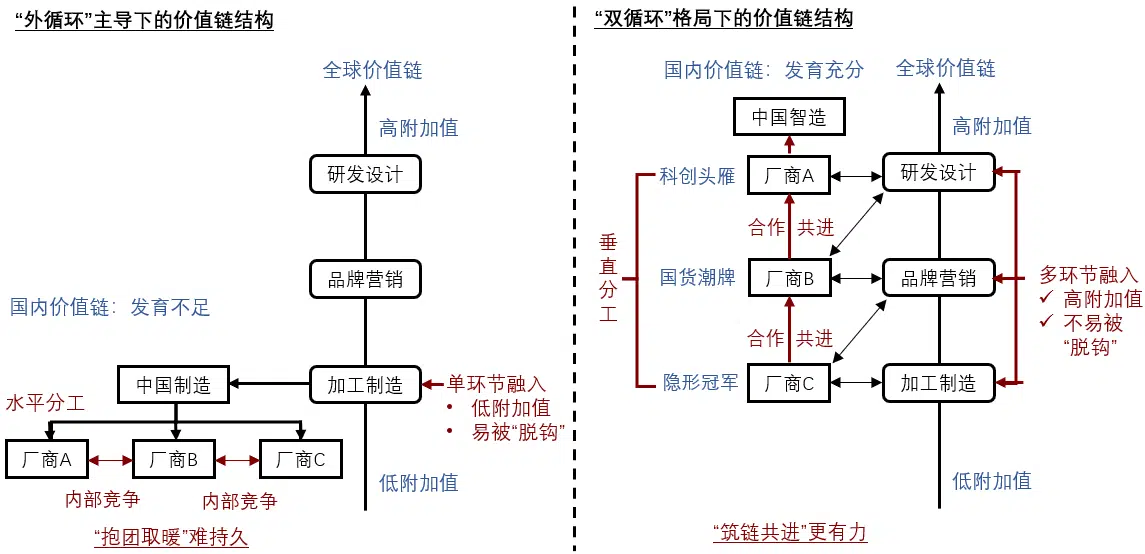 “外循环”主导下的价值链结构
全球价值链
高附加值
研发设计
品牌营销
国内价值链：发育不足
中国制造
加工制造
单环节融入
• 低附加值
• 易被“脱钩”
水平分工
厂商A
厂商B
厂商C
内部竞争
内部竞争
低附加值
“抱团取暖”难持久
“双循环”格局下的价值链结构
国内价值链：发育充分
全球价值链
中国智造
高附加值
科创头雁
厂商A
研发设计
合作
共进
垂直分工
国货潮牌
厂商B
品牌营销
多环节融入
✓ 高附加值
✓ 不易被
“脱钩”
合作
共进
隐形冠军
厂商C
加工制造
低附加值
“筑链共进”更有力